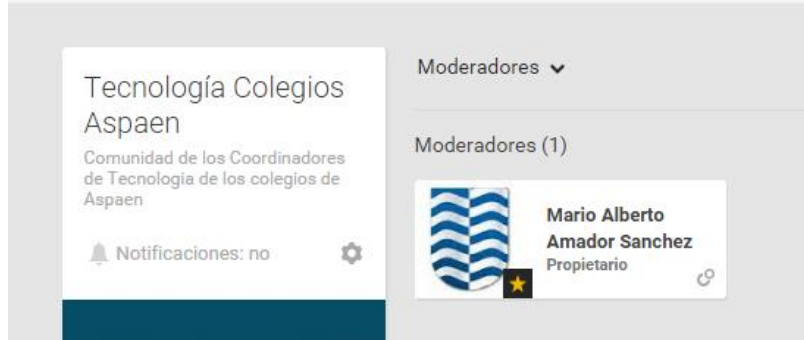 Tecnología Colegios
Aspaen
Comunidad de los Coordinadores
de Tecnologia de los colegios de
Aspaen
Notificaciones: no
Moderadores
Moderadores (1)
Mario Alberto
Amador Sanchez
Propietario